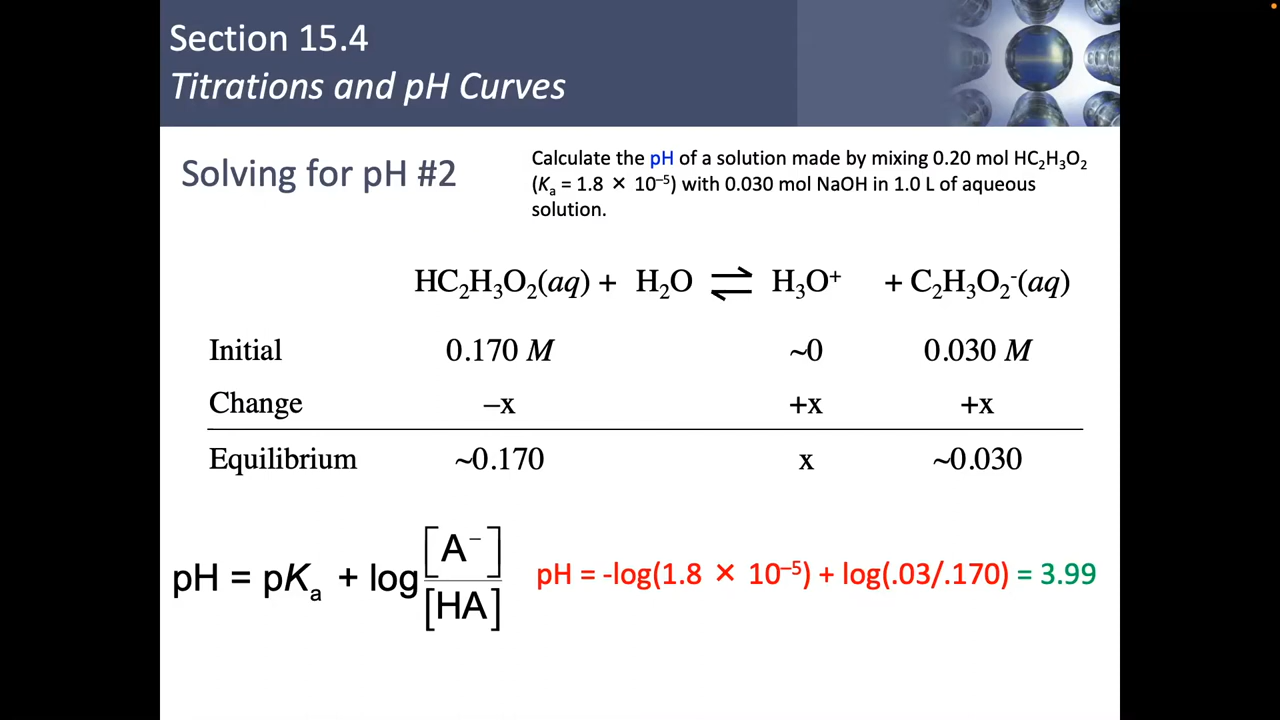 Section 15.4
Titrations and pH Curves
Solving for pH #2
Calculate the pH of a solution made by mixing 0.20 mol HC₂H₃O₂
(Kₐ = 1.8 × 10⁻⁵) with 0.030 mol NaOH in 1.0 L of aqueous
solution.
HC₂H₃O₂(aq) + H₂O ⇌ H₃O⁺ + C₂H₃O₂⁻(aq)
Initial 0.170 M ~0 0.030 M
Change –x +x +x
Equilibrium ~0.170 x ~0.030
pH = pKₐ + log [A⁻]/[HA]
pH = -log(1.8 × 10⁻⁵) + log(.03/.170) = 3.99